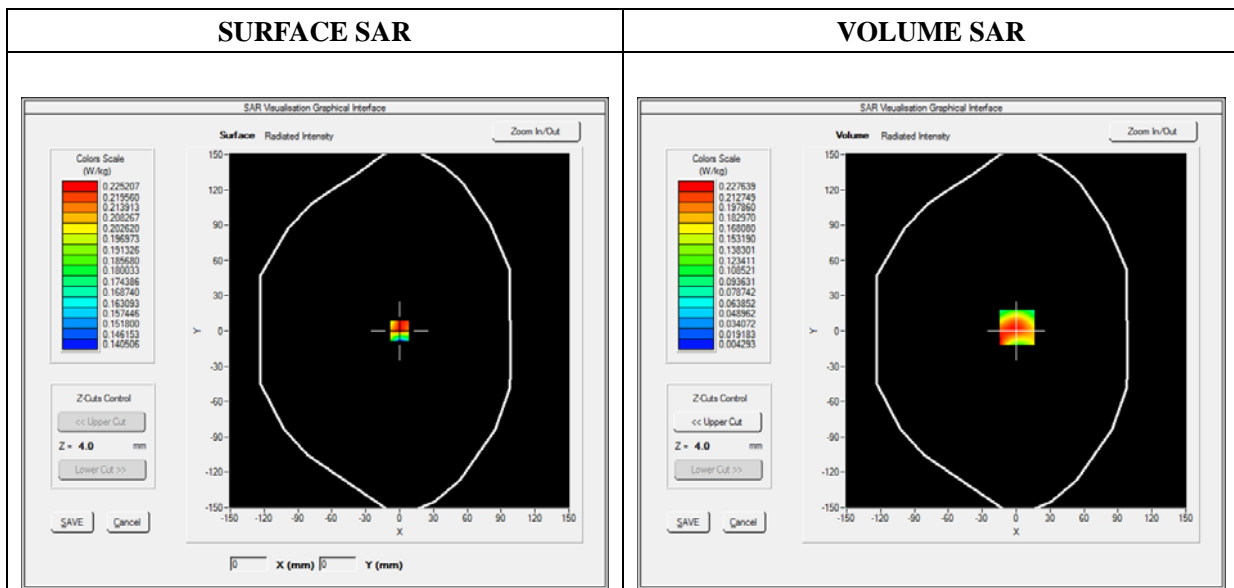 SURFACE SAR
VOLUME SAR
SAR Visualisation Graphical Interface
Surface Radiated Intensity
Zoom In/Out
Colors Scale
(W/kg)
0.225207
0.219560
0.213913
0.208267
0.202620
0.196973
0.191326
0.185680
0.180033
0.174386
0.168740
0.163093
0.157446
0.151800
0.146153
0.140506
Z-Cuts Control
<< Upper Cut
Z = 4.0 mm
Lower Cut >>
SAVE Cancel
150
120
90
60
30
0
-30
-60
-90
-120
-150
Y
-150 -120 -90 -60 -30 0 30 60 90 120 150
X
0 X (mm) 0 Y (mm)
SAR Visualisation Graphical Interface
Volume Radiated Intensity
Zoom In/Out
Colors Scale
(W/kg)
0.227639
0.212749
0.197860
0.182970
0.168080
0.153190
0.138301
0.123411
0.108521
0.093631
0.078742
0.063852
0.048962
0.034072
0.019183
0.004293
Z-Cuts Control
<< Upper Cut
Z = 4.0 mm
Lower Cut >>
SAVE Cancel
150
120
90
60
30
0
-30
-60
-90
-120
-150
Y
-150 -120 -90 -60 -30 0 30 60 90 120 150
X